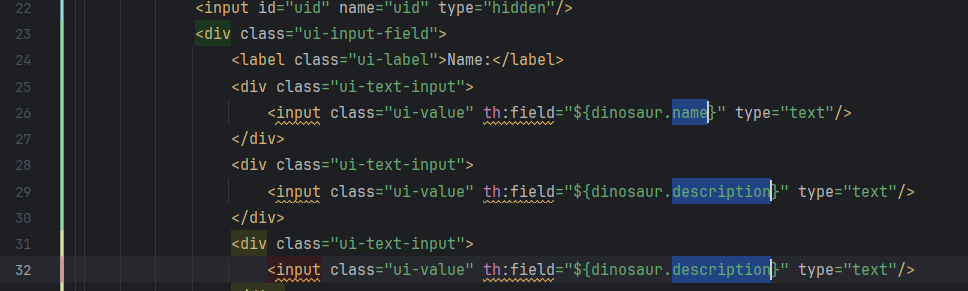 22 <input id="uid" name="uid" type="hidden"/>
23 <div class="ui-input-field">
24 <label class="ui-label">Name:</label>
25 <div class="ui-text-input">
26 <input class="ui-value" th:field="${dinosaur.name}" type="text"/>
27 </div>
28 <div class="ui-text-input">
29 <input class="ui-value" th:field="${dinosaur.description}" type="text"/>
30 </div>
31 <div class="ui-text-input">
32 <input class="ui-value" th:field="${dinosaur.description}" type="text"/>